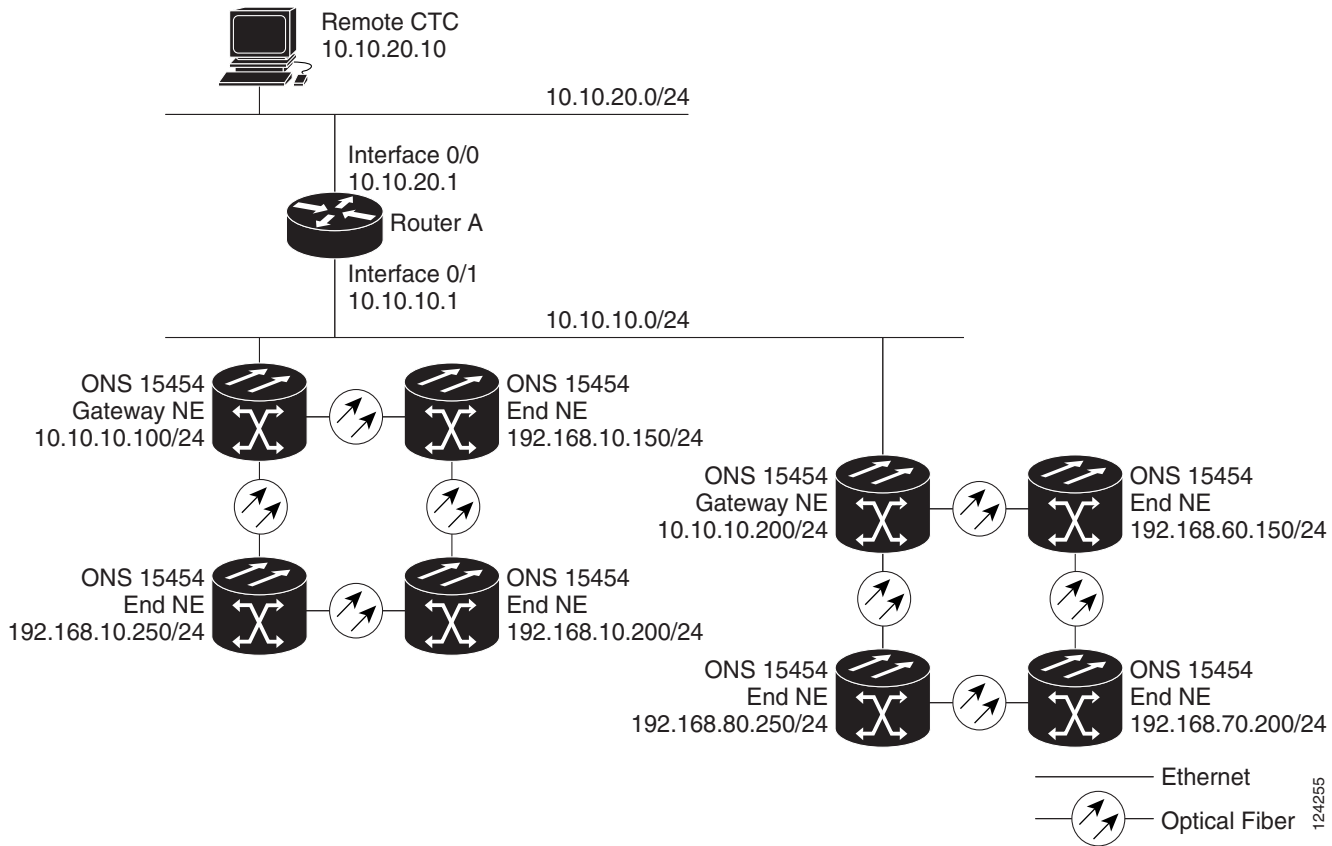 Remote CTC
10.10.20.10
10.10.20.0/24
Interface 0/0
10.10.20.1
Router A
Interface 0/1
10.10.10.1
10.10.10.0/24
ONS 15454
Gateway NE
10.10.10.100/24
ONS 15454
End NE
192.168.10.150/24
ONS 15454
End NE
192.168.10.250/24
ONS 15454
End NE
192.168.10.200/24
ONS 15454
Gateway NE
10.10.10.200/24
ONS 15454
End NE
192.168.60.150/24
ONS 15454
End NE
192.168.80.250/24
ONS 15454
End NE
192.168.70.200/24
Ethernet
Optical Fiber
124255